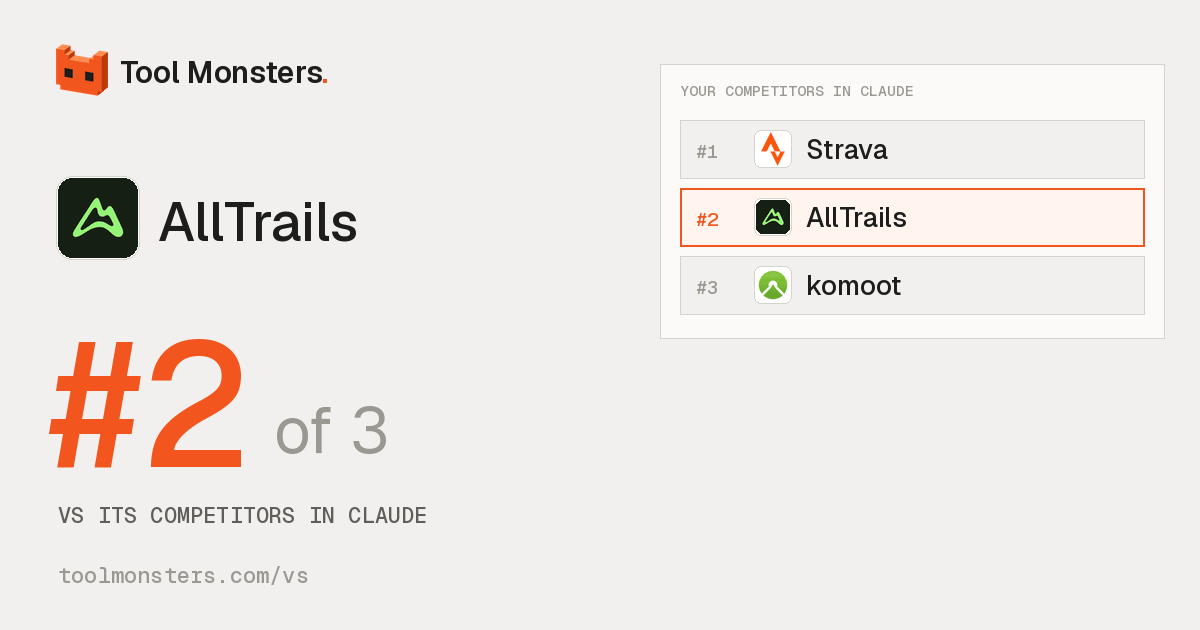 Tool Monsters.
AllTrails
#2 of 3
VS ITS COMPETITORS IN CLAUDE
toolmonsters.com/vs
YOUR COMPETITORS IN CLAUDE
#1 Strava
#2 AllTrails
#3 komoot